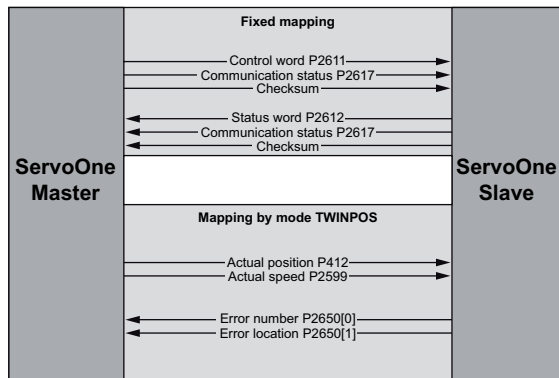 Fixed mapping
Control word P2611
Communication status P2617
Checksum
Status word P2612
Communication status P2617
Checksum
ServoOne
Master
ServoOne
Slave
Mapping by mode TWINPOS
Actual position P412
Actual speed P2599
Error number P2650[0]
Error location P2650[1]